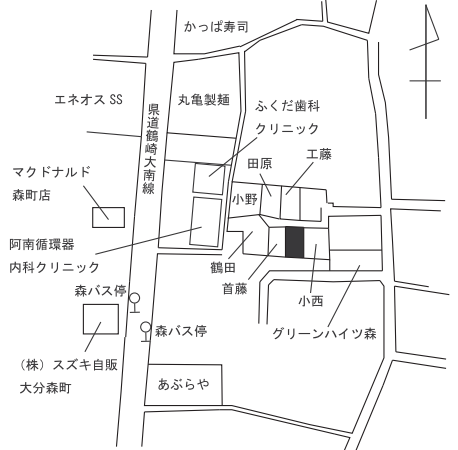 かっぱ寿司
エネオス SS
丸亀製麺
ふくだ歯科
クリニック
県道鶴崎大南線
工藤
田原
マクドナルド
森町店
小野
阿南循環器
内科クリニック
鶴田
首藤
森バス停
小西
森バス停
グリーンハイツ森
（株）スズキ自販
大分森町
あぶらや